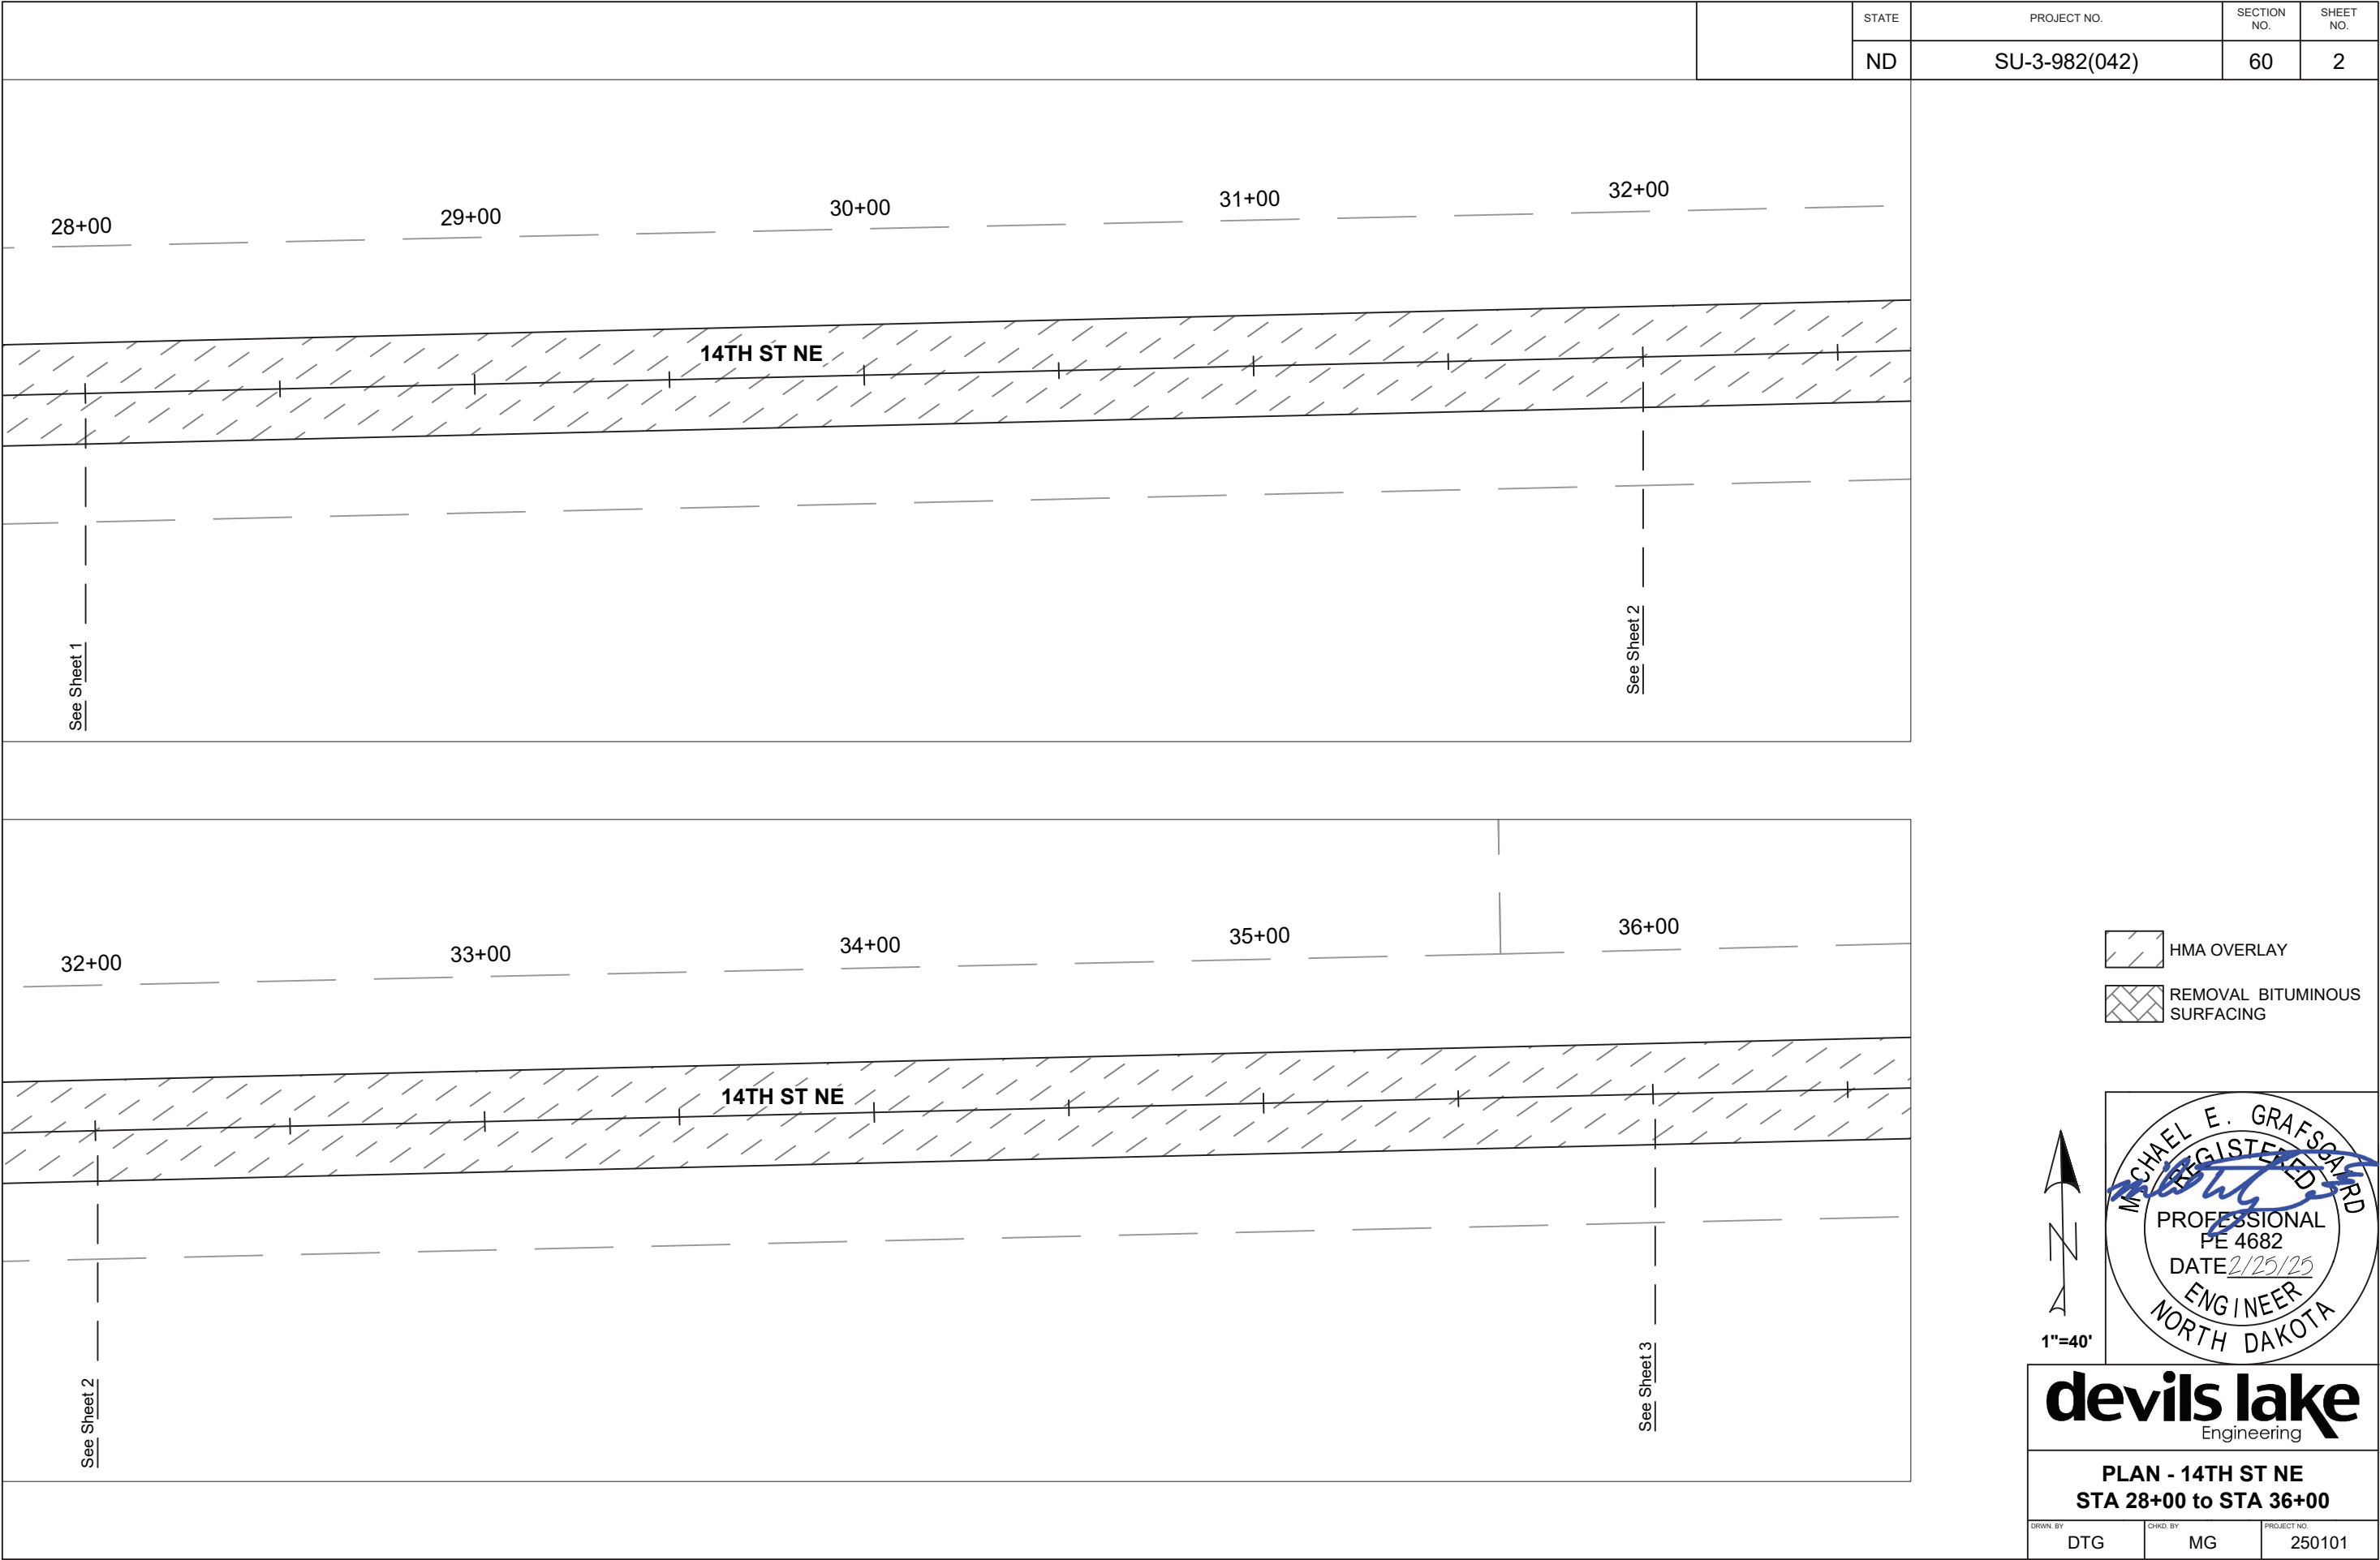 STATE
PROJECT NO.
SECTION NO.
SHEET NO.
ND
SU-3-982(042)
60
2
28+00
29+00
30+00
31+00
32+00
14TH ST NE
See Sheet 1
See Sheet 2
32+00
33+00
34+00
35+00
36+00
14TH ST NE
See Sheet 2
See Sheet 3
HMA OVERLAY
REMOVAL BITUMINOUS
SURFACING
N
1"=40'
MICHAEL E. GRAFSGAARD
REGISTERED
PROFESSIONAL
PE 4682
DATE 2/25/25
ENGINEER
NORTH DAKOTA
devils lake
Engineering
PLAN - 14TH ST NE
STA 28+00 to STA 36+00
DRWN. BY
DTG
CHKD. BY
MG
PROJECT NO.
250101